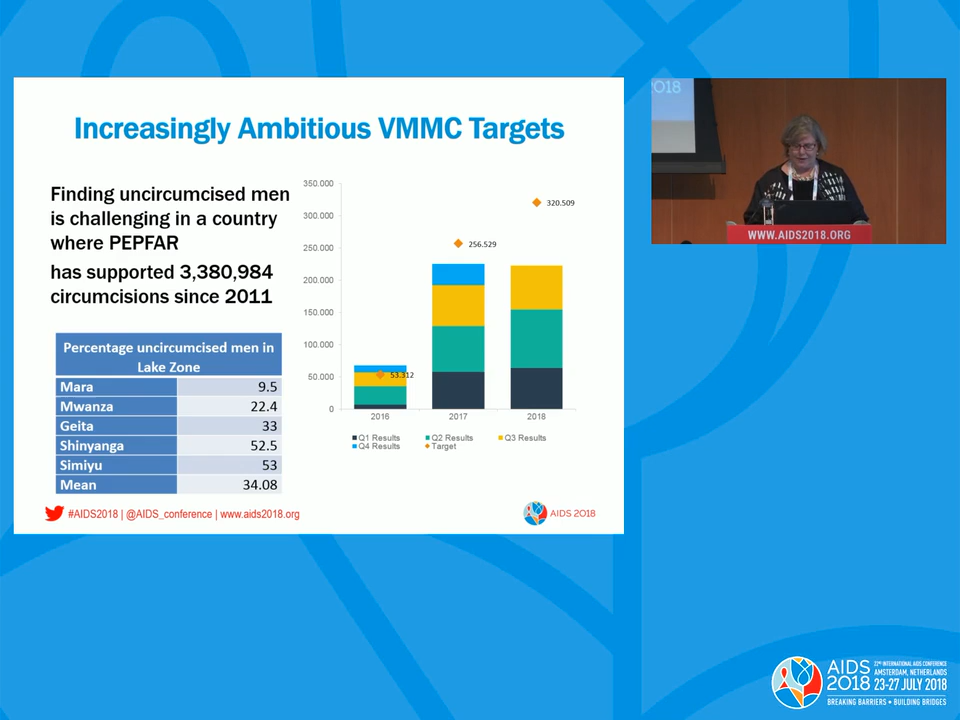 Increasingly Ambitious VMMC Targets
Finding uncircumcised men
is challenging in a country
where PEPFAR
has supported 3,380,984
circumcisions since 2011
Percentage uncircumcised men in
Lake Zone
Mara 9.5
Mwanza 22.4
Geita 33
Shinyanga 52.5
Simiyu 53
Mean 34.08
350.000
300.000
250.000
200.000
150.000
100.000
50.000
0
320.509
256.529
53.312
2016 2017 2018
Q1 Results Q2 Results Q3 Results
Q4 Results Target
#AIDS2018 | @AIDS_conference | www.aids2018.org
AIDS 2018
2018
WWW.AIDS2018.ORG
AIDS
2018
22ND INTERNATIONAL AIDS CONFERENCE
AMSTERDAM, NETHERLANDS
23-27 JULY 2018
BREAKING BARRIERS • BUILDING BRIDGES